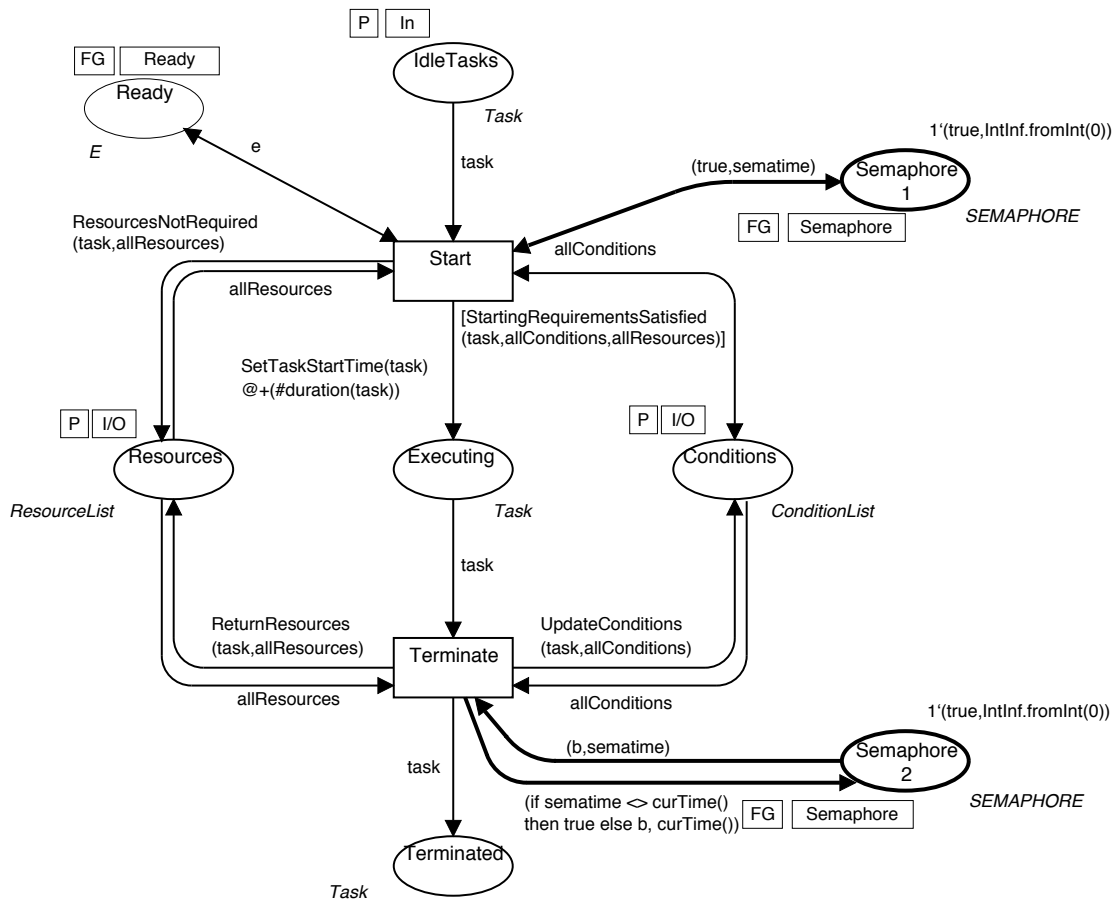 P
In
IdleTasks
FG
Ready
Ready
Task
E
e
task
1‘(true,IntInf.fromInt(0))
(true,sematime)
Semaphore
1
SEMAPHORE
FG
Semaphore
ResourcesNotRequired
(task,allResources)
Start
allConditions
allResources
[StartingRequirementsSatisfied
(task,allConditions,allResources)]
SetTaskStartTime(task)
@+(#duration(task))
P
I/O
P
I/O
Resources
Executing
Conditions
ResourceList
Task
ConditionList
task
ReturnResources
(task,allResources)
UpdateConditions
(task,allConditions)
Terminate
allResources
allConditions
1‘(true,IntInf.fromInt(0))
(b,sematime)
Semaphore
2
task
(if sematime <> curTime()
then true else b, curTime())
FG
Semaphore
SEMAPHORE
Terminated
Task